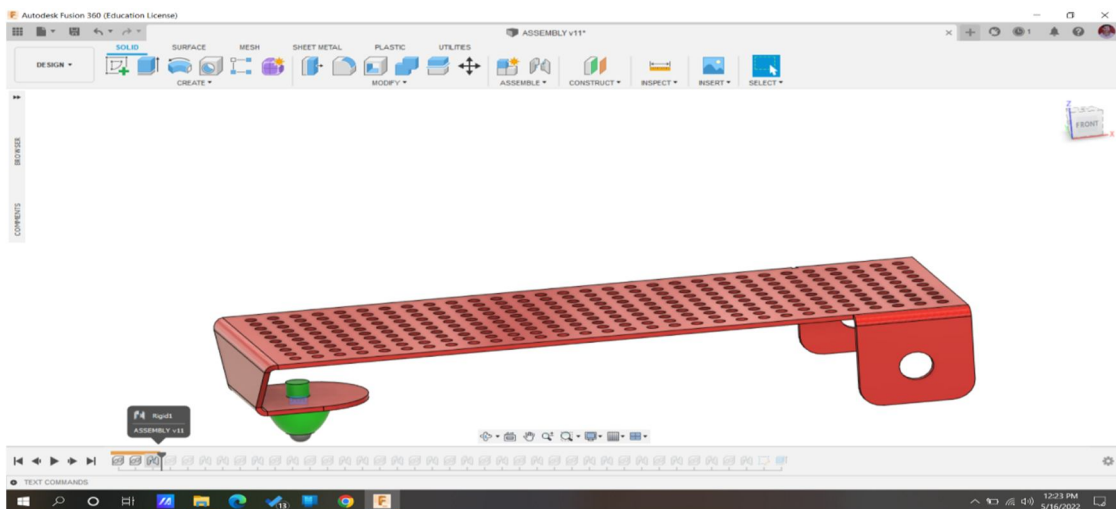 Autodesk Fusion 360 (Education License)
ASSEMBLY v11*
1
SOLID SURFACE MESH SHEET METAL PLASTIC UTILITIES
DESIGN
CREATE MODIFY ASSEMBLE CONSTRUCT INSPECT INSERT SELECT
BROWSER
COMMENTS
Z
FRONT
X
Rigid1
ASSEMBLY v11
TEXT COMMANDS
12:23 PM
5/16/2022